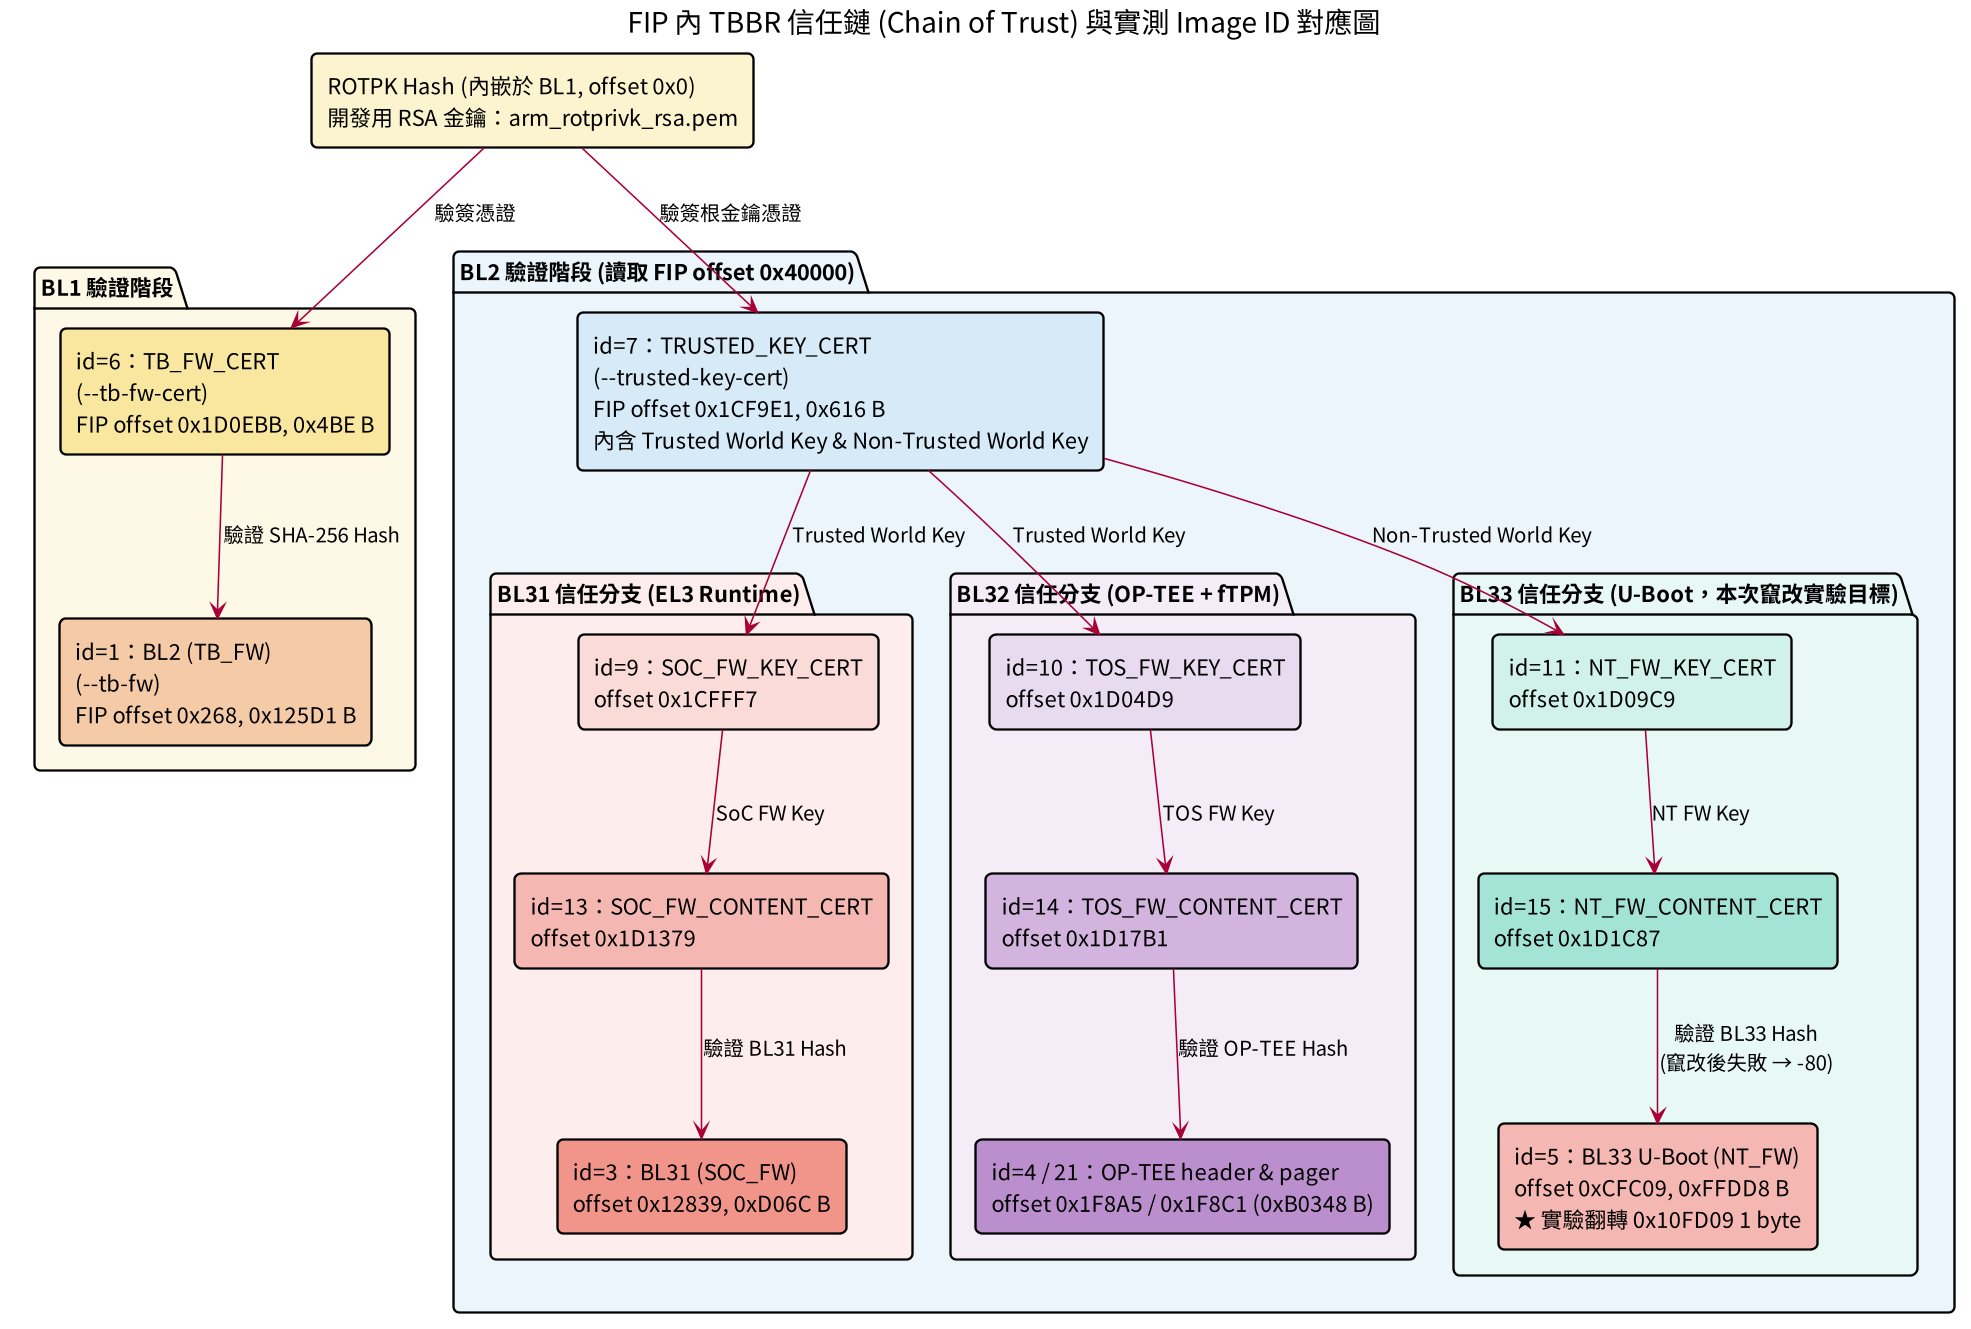 FIP 內 TBBR 信任鏈 (Chain of Trust) 與實測 Image ID 對應圖
ROTPK Hash (內嵌於 BL1, offset 0x0)
開發用 RSA 金鑰：arm_rotprivk_rsa.pem
驗簽憑證
驗簽根金鑰憑證
BL1 驗證階段
id=6：TB_FW_CERT
(--tb-fw-cert)
FIP offset 0x1D0EBB, 0x4BE B
驗證 SHA-256 Hash
id=1：BL2 (TB_FW)
(--tb-fw)
FIP offset 0x268, 0x125D1 B
BL2 驗證階段 (讀取 FIP offset 0x40000)
id=7：TRUSTED_KEY_CERT
(--trusted-key-cert)
FIP offset 0x1CF9E1, 0x616 B
內含 Trusted World Key & Non-Trusted World Key
Trusted World Key
Trusted World Key
Non-Trusted World Key
BL31 信任分支 (EL3 Runtime)
id=9：SOC_FW_KEY_CERT
offset 0x1CFFF7
SoC FW Key
id=13：SOC_FW_CONTENT_CERT
offset 0x1D1379
驗證 BL31 Hash
id=3：BL31 (SOC_FW)
offset 0x12839, 0xD06C B
BL32 信任分支 (OP-TEE + fTPM)
id=10：TOS_FW_KEY_CERT
offset 0x1D04D9
TOS FW Key
id=14：TOS_FW_CONTENT_CERT
offset 0x1D17B1
驗證 OP-TEE Hash
id=4 / 21：OP-TEE header & pager
offset 0x1F8A5 / 0x1F8C1 (0xB0348 B)
BL33 信任分支 (U-Boot，本次竄改實驗目標)
id=11：NT_FW_KEY_CERT
offset 0x1D09C9
NT FW Key
id=15：NT_FW_CONTENT_CERT
offset 0x1D1C87
驗證 BL33 Hash
(竄改後失敗 → -80)
id=5：BL33 U-Boot (NT_FW)
offset 0xCFC09, 0xFFDD8 B
★ 實驗翻轉 0x10FD09 1 byte